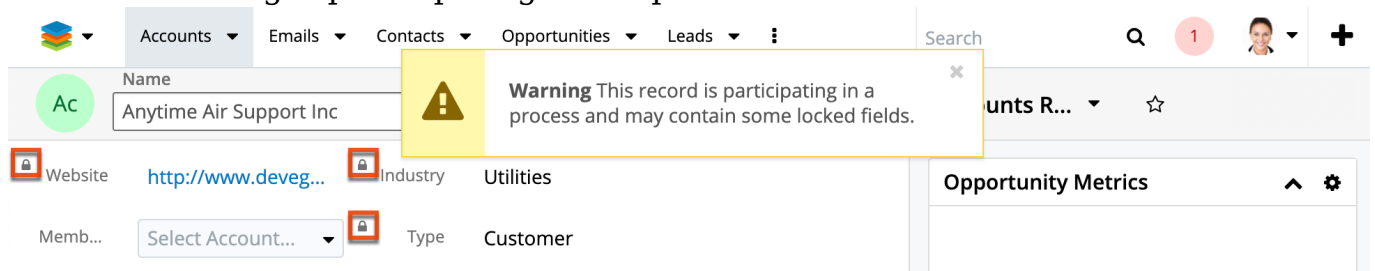 Accounts Emails Contacts Opportunities Leads Search 1
Name
Ac Anytime Air Support Inc
Warning This record is participating in a
process and may contain some locked fields.
unts R...
Website http://www.deveg... Industry Utilities
Opportunity Metrics
Memb... Select Account... Type Customer